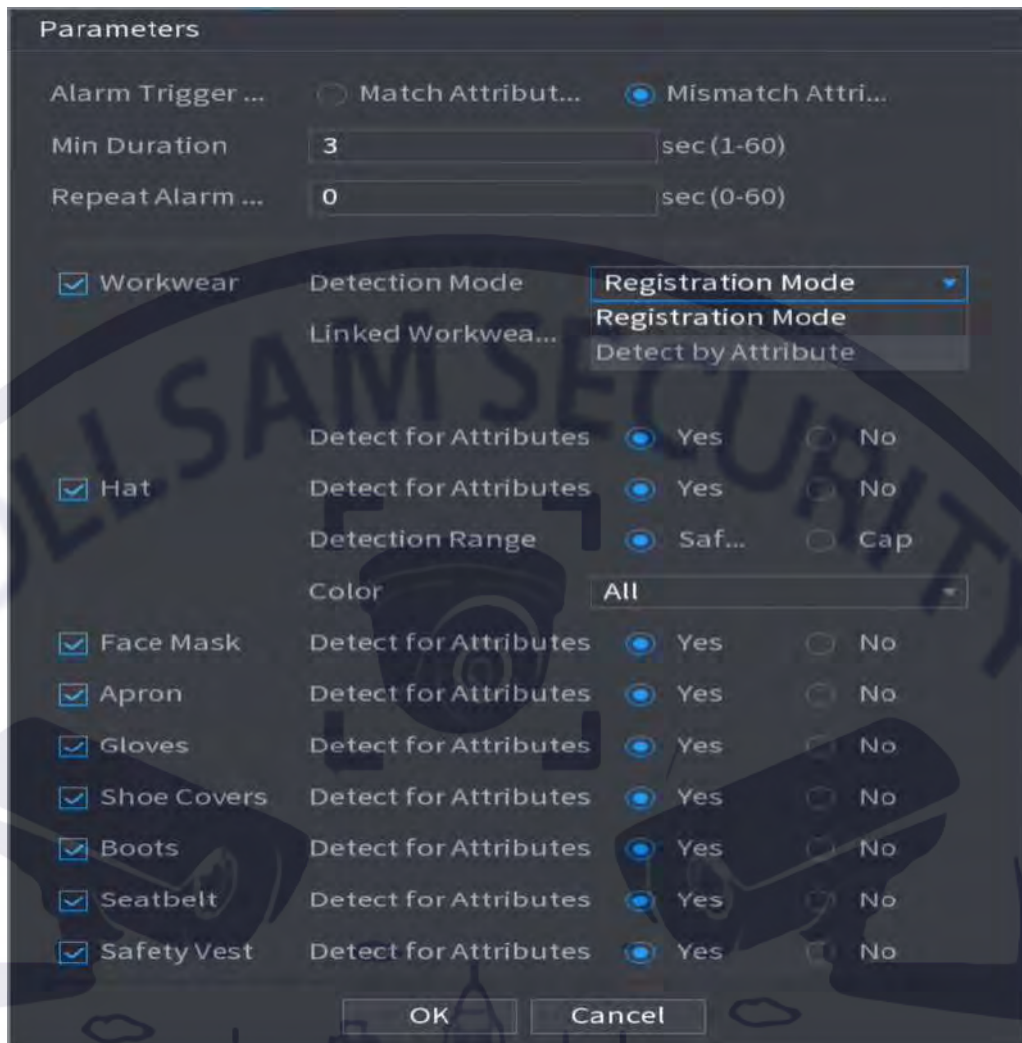 Parameters
Alarm Trigger ... Match Attribut... Mismatch Attri...
Min Duration 3 sec (1-60)
Repeat Alarm ... 0 sec (0-60)
Workwear Detection Mode Registration Mode
Registration Mode
Linked Workwea...
Detect by Attribute
Detect for Attributes Yes No
Hat Detect for Attributes Yes No
Detection Range Saf... Cap
Color All
Face Mask Detect for Attributes Yes No
Apron Detect for Attributes Yes No
Gloves Detect for Attributes Yes No
Shoe Covers Detect for Attributes Yes No
Boots Detect for Attributes Yes No
Seatbelt Detect for Attributes Yes No
Safety Vest Detect for Attributes Yes No
OK Cancel
SAM SECURITY